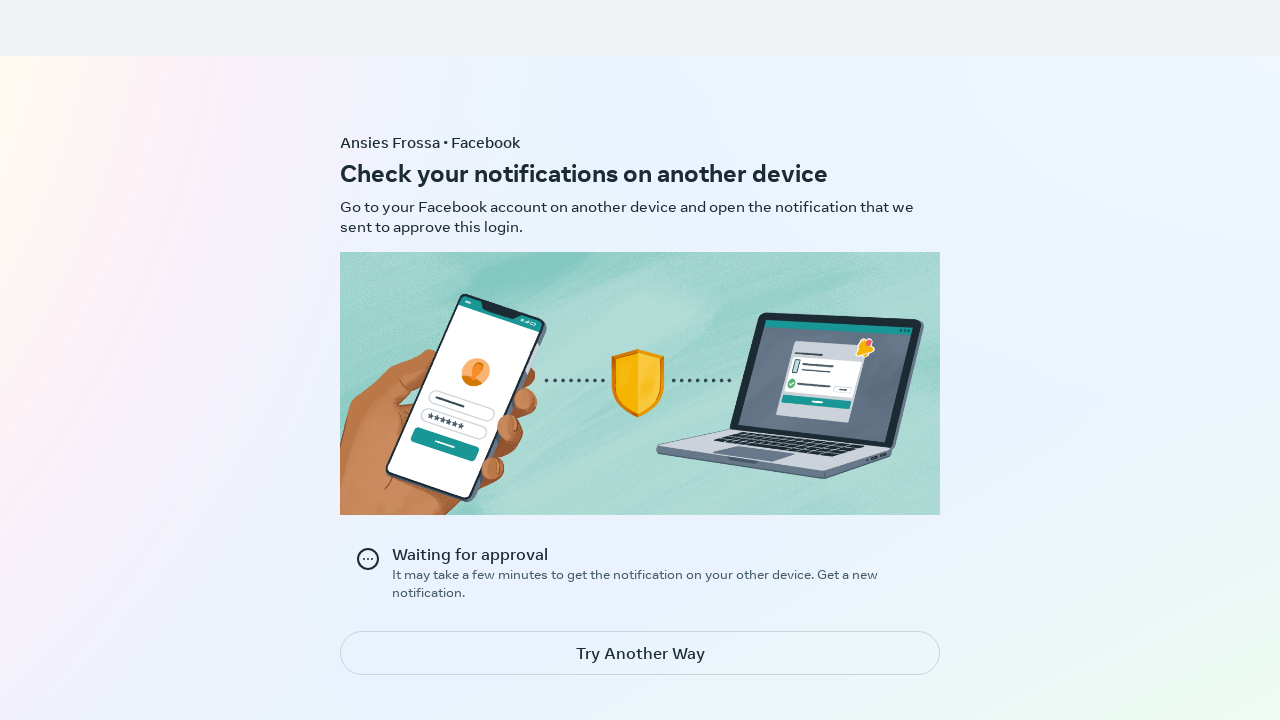 Ansies Frossa • Facebook
Check your notifications on another device
Go to your Facebook account on another device and open the notification that we
sent to approve this login.
Waiting for approval
It may take a few minutes to get the notification on your other device. Get a new
notification.
Try Another Way